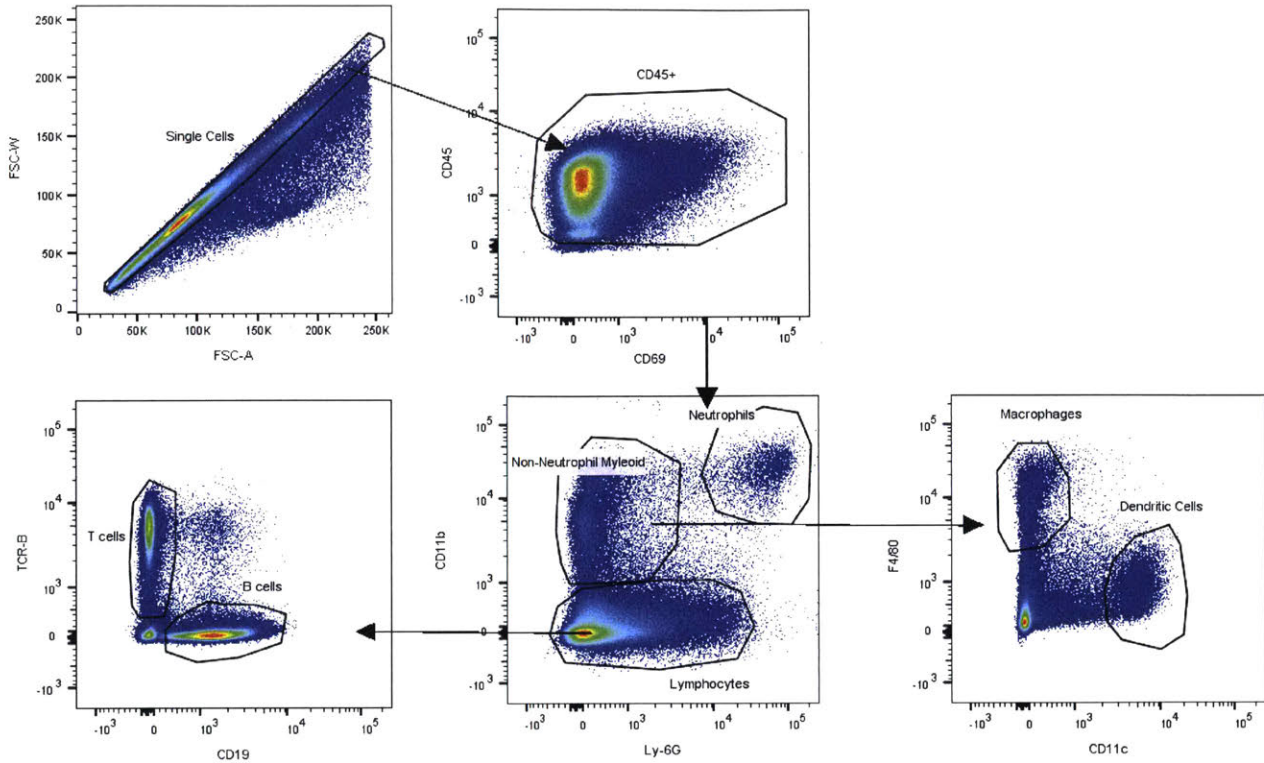 250K
200K
150K
100K
50K
0
FSC-W
Single Cells
0 50K 100K 150K 200K 250K
FSC-A
10^5
10^4
10^3
0
-10^3
CD45
CD45+
-10^3 0 10^3 10^4 10^5
CD69
10^5
10^4
10^3
0
-10^3
TCR-B
T cells
B cells
-10^3 0 10^3 10^4 10^5
CD19
10^5
10^4
10^3
0
-10^3
CD11b
Neutrophils
Non-Neutrophil Myleoid
Lymphocytes
-10^3 0 10^3 10^4 10^5
Ly-6G
10^5
10^4
10^3
0
-10^3
F4/80
Macrophages
Dendritic Cells
-10^3 0 10^3 10^4 10^5
CD11c